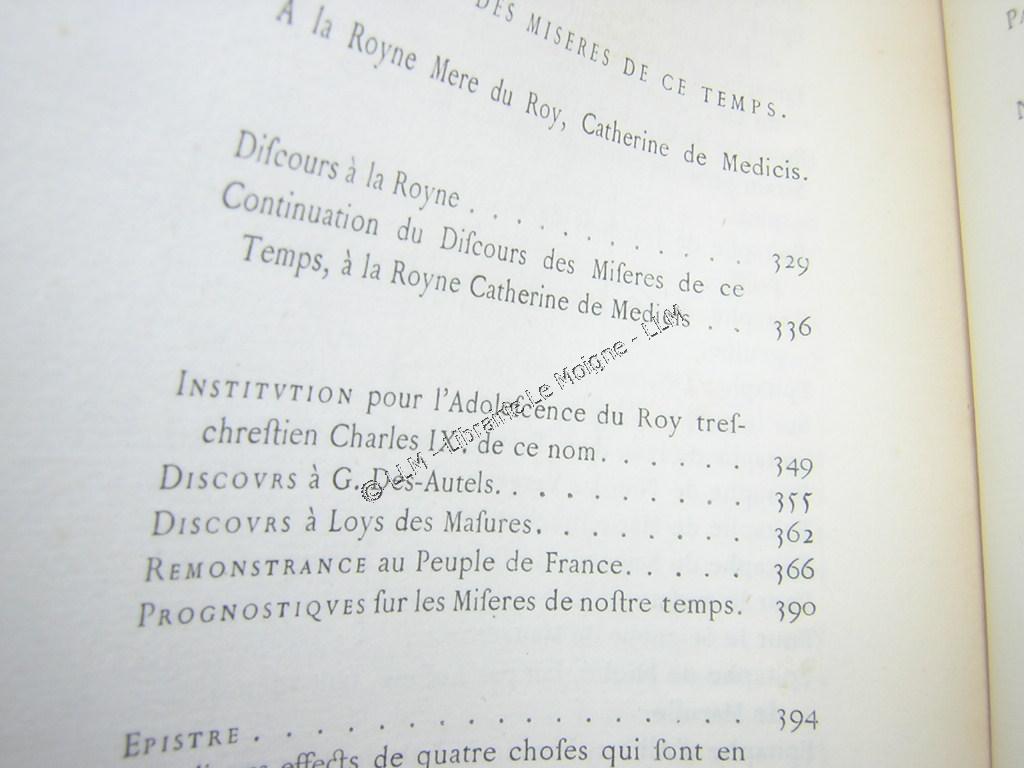 DES MISERES DE CE TEMPS.
A la Royne Mere du Roy, Catherine de Medicis.
Diſcours à la Royne . . . . . . . . . . 329
Continuation du Diſcours des Miſeres de ce
Temps, à la Royne Catherine de Medicis . . 336
INSTITVTION pour l'Adoleſcence du Roy treſ-
chreſtien Charles IX. de ce nom. . . . . . 349
DISCOVRS à G. Des-Autels. . . . . . . . 355
DISCOVRS à Loys des Maſures. . . . . . . . 362
REMONSTRANCE au Peuple de France. . . . . 366
PROGNOSTIQVES ſur les Miſeres de noſtre temps. 390
EPISTRE . . . . . . . . . . . . . . . . . 394
effects de quatre choſes qui ſont en
© LLM - Librairie Le Moigne - LLM